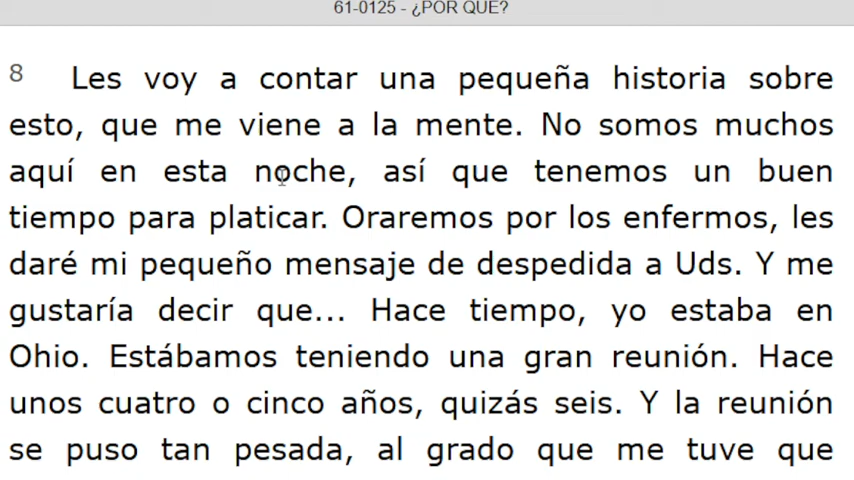 61-0125 - ¿POR QUÉ?
8 Les voy a contar una pequeña historia sobre
esto, que me viene a la mente. No somos muchos
aquí en esta noche, así que tenemos un buen
tiempo para platicar. Oraremos por los enfermos, les
daré mi pequeño mensaje de despedida a Uds. Y me
gustaría decir que... Hace tiempo, yo estaba en
Ohio. Estábamos teniendo una gran reunión. Hace
unos cuatro o cinco años, quizás seis. Y la reunión
se puso tan pesada, al grado que me tuve que